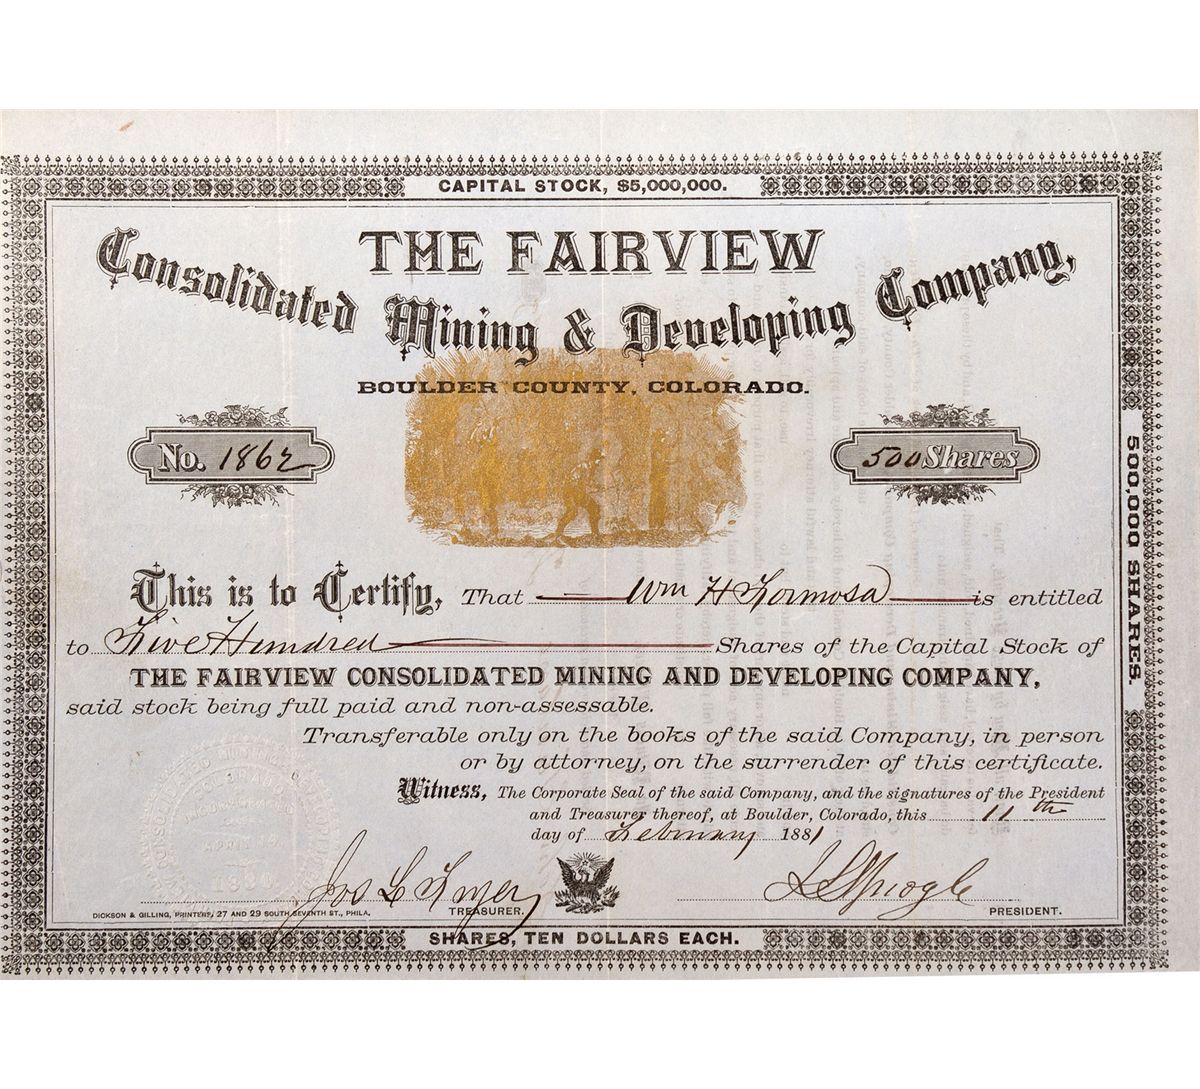 CAPITAL STOCK, $5,000,000.
THE FAIRVIEW
Consolidated Mining & Developing Company,
BOULDER COUNTY, COLORADO.
No. 1862
500 Shares
500,000 SHARES.
This is to Certify, That Wm H Formosa is entitled
to Five Hundred Shares of the Capital Stock of
THE FAIRVIEW CONSOLIDATED MINING AND DEVELOPING COMPANY,
said stock being full paid and non-assessable.
Transferable only on the books of the said Company, in person
or by attorney, on the surrender of this certificate.
Witness, The Corporate Seal of the said Company, and the signatures of the President
and Treasurer thereof, at Boulder, Colorado, this 11th
day of February 1881
COLORADO
APRIL
1880
Jos L
TREASURER.
PRESIDENT.
DICKSON & GILLING, PRINTERS, 27 AND 29 SOUTH SEVENTH ST., PHILA.
SHARES, TEN DOLLARS EACH.